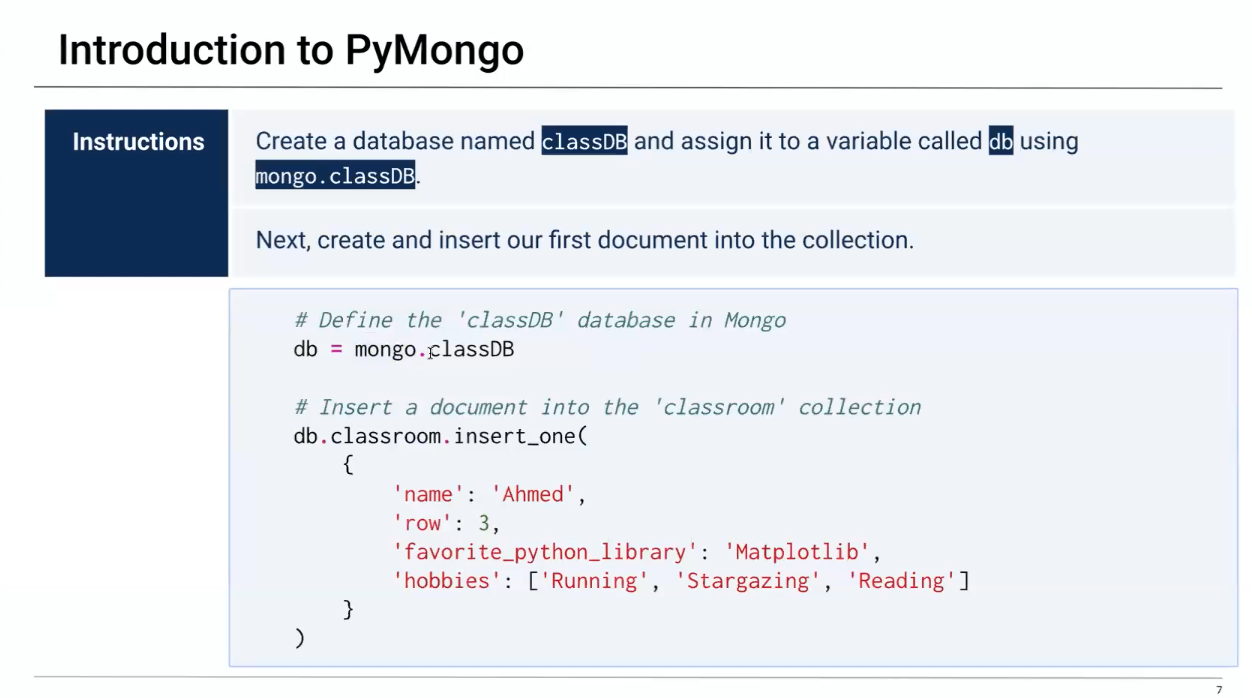 Introduction to PyMongo
Instructions
Create a database named classDB and assign it to a variable called db using
mongo.classDB.
Next, create and insert our first document into the collection.
# Define the 'classDB' database in Mongo
db = mongo.classDB
# Insert a document into the 'classroom' collection
db.classroom.insert_one(
{
'name': 'Ahmed',
'row': 3,
'favorite_python_library': 'Matplotlib',
'hobbies': ['Running', 'Stargazing', 'Reading']
}
)
7